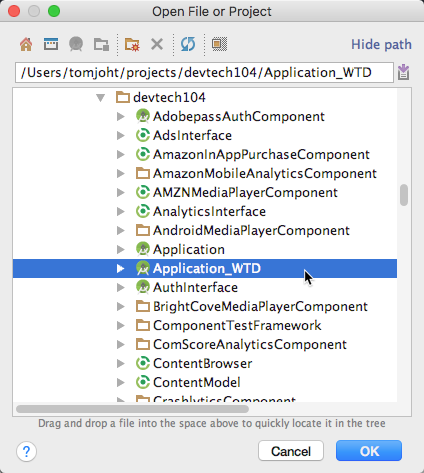 Open File or Project
Hide path
/Users/tomjoht/projects/devtech104/Application_WTD
devtech104
AdobepassAuthComponent
AdsInterface
AmazonInAppPurchaseComponent
AmazonMobileAnalyticsComponent
AMZNMediaPlayerComponent
AnalyticsInterface
AndroidMediaPlayerComponent
Application
Application_WTD
AuthInterface
BrightCoveMediaPlayerComponent
ComponentTestFramework
ComScoreAnalyticsComponent
ContentBrowser
ContentModel
CrashlyticsComponent
Drag and drop a file into the space above to quickly locate it in the tree
?
Cancel
OK